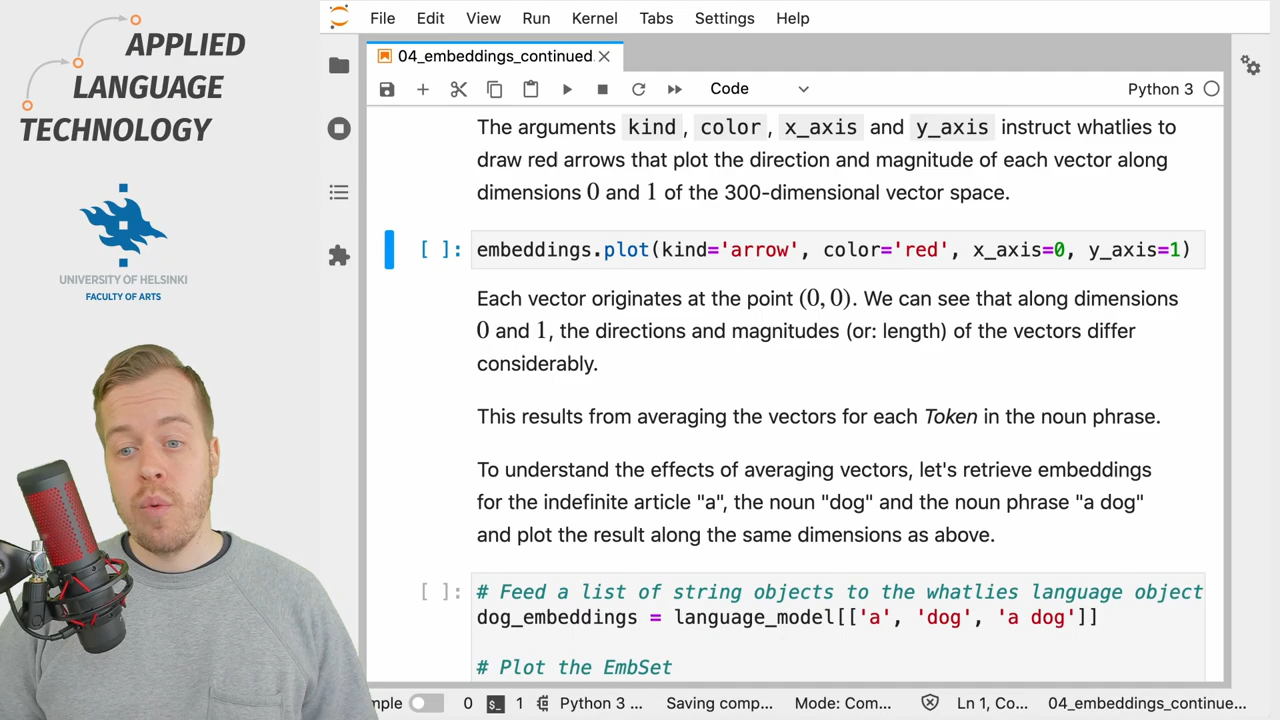 APPLIED
LANGUAGE
TECHNOLOGY
UNIVERSITY OF HELSINKI
FACULTY OF ARTS
File Edit View Run Kernel Tabs Settings Help
04_embeddings_continued
Code
Python 3
The arguments kind, color, x_axis and y_axis instruct whatlies to
draw red arrows that plot the direction and magnitude of each vector along
dimensions 0 and 1 of the 300-dimensional vector space.
[ ]: embeddings.plot(kind='arrow', color='red', x_axis=0, y_axis=1)
Each vector originates at the point (0, 0). We can see that along dimensions
0 and 1, the directions and magnitudes (or: length) of the vectors differ
considerably.
This results from averaging the vectors for each Token in the noun phrase.
To understand the effects of averaging vectors, let's retrieve embeddings
for the indefinite article "a", the noun "dog" and the noun phrase "a dog"
and plot the result along the same dimensions as above.
[ ]: # Feed a list of string objects to the whatlies language object
dog_embeddings = language_model[['a', 'dog', 'a dog']]
# Plot the EmbSet
mple 0 $_ 1 Python 3 ... Saving comp... Mode: Com... Ln 1, Co... 04_embeddings_continue...